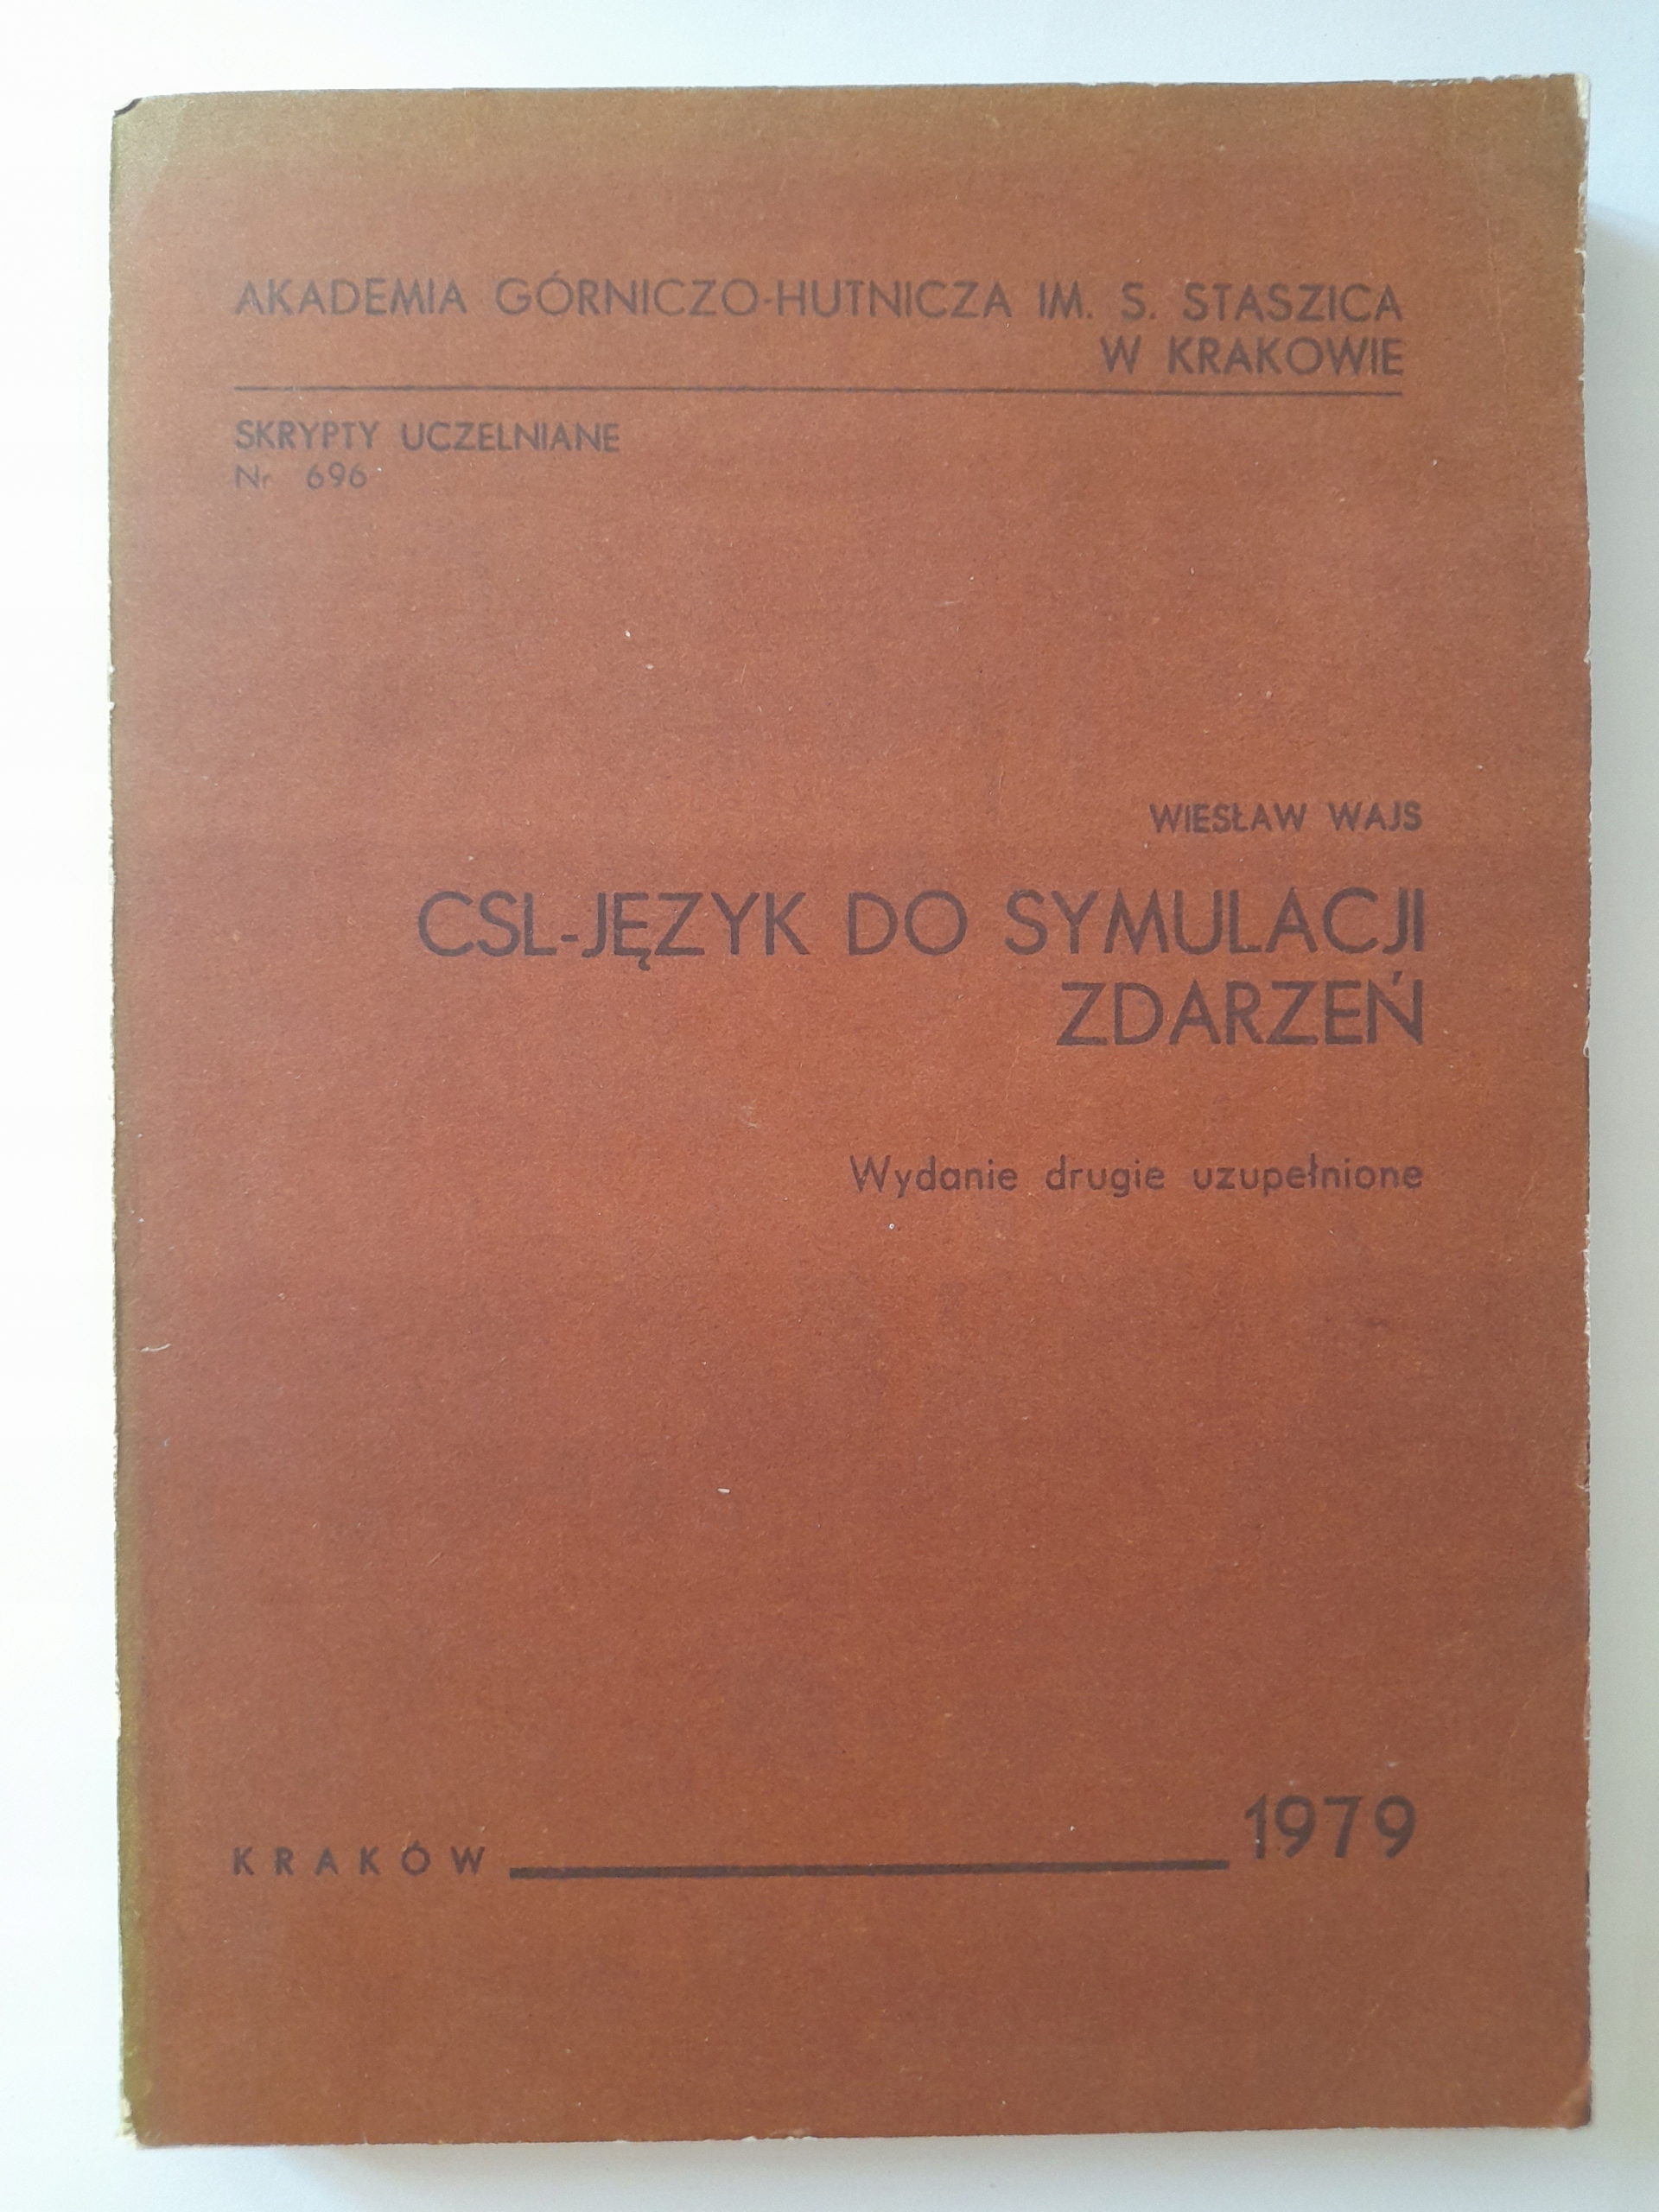 AKADEMIA GÓRNICZO-HUTNICZA IM. S. STASZICA
W KRAKOWIE
SKRYPTY UCZELNIANE
Nr 696
WIESŁAW WAJS
CSL-JĘZYK DO SYMULACJI
ZDARZEŃ
Wydanie drugie uzupełnione
KRAKÓW 1979